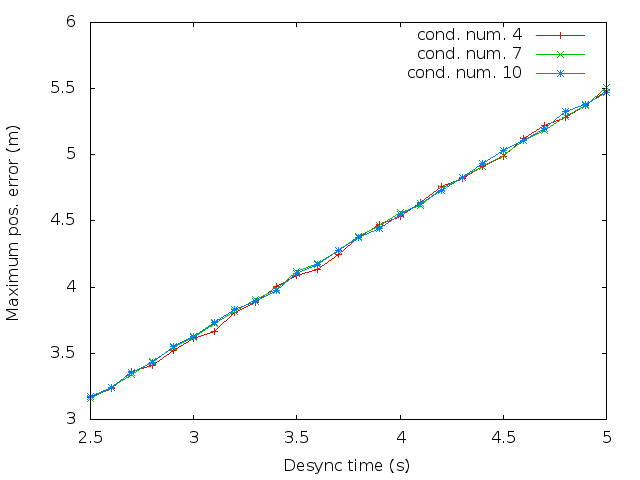 6
5.5
5
4.5
4
3.5
3
Maximum pos. error (m)
cond. num. 4
cond. num. 7
cond. num. 10
2.5 3 3.5 4 4.5 5
Desync time (s)